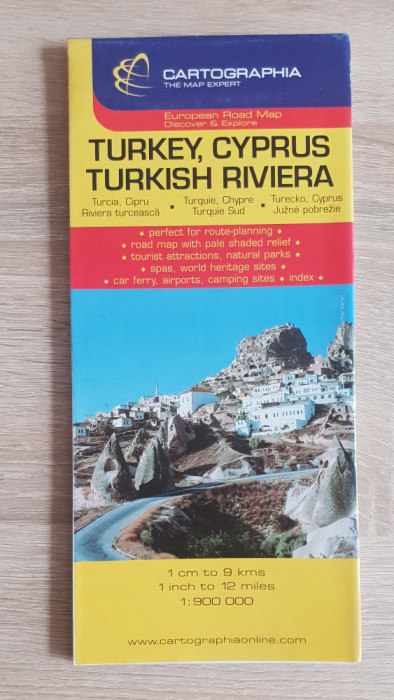 CARTOGRAPHIA
THE MAP EXPERT
European Road Map
Discover & Explore
TURKEY, CYPRUS
TURKISH RIVIERA
Turcia, Cipru
Riviera turcească
▪
Turquie, Chypre
Turquie Sud
▪
Turecko, Cyprus
Južné pobrežie
♦ perfect for route-planning ♦
♦ road map with pale shaded relief ♦
♦ tourist attractions, natural parks ♦
♦ spas, world heritage sites ♦
♦ car ferry, airports, camping sites ♦ index ♦
1 cm to 9 kms
1 inch to 12 miles
1:900 000
www.cartographiaonline.com